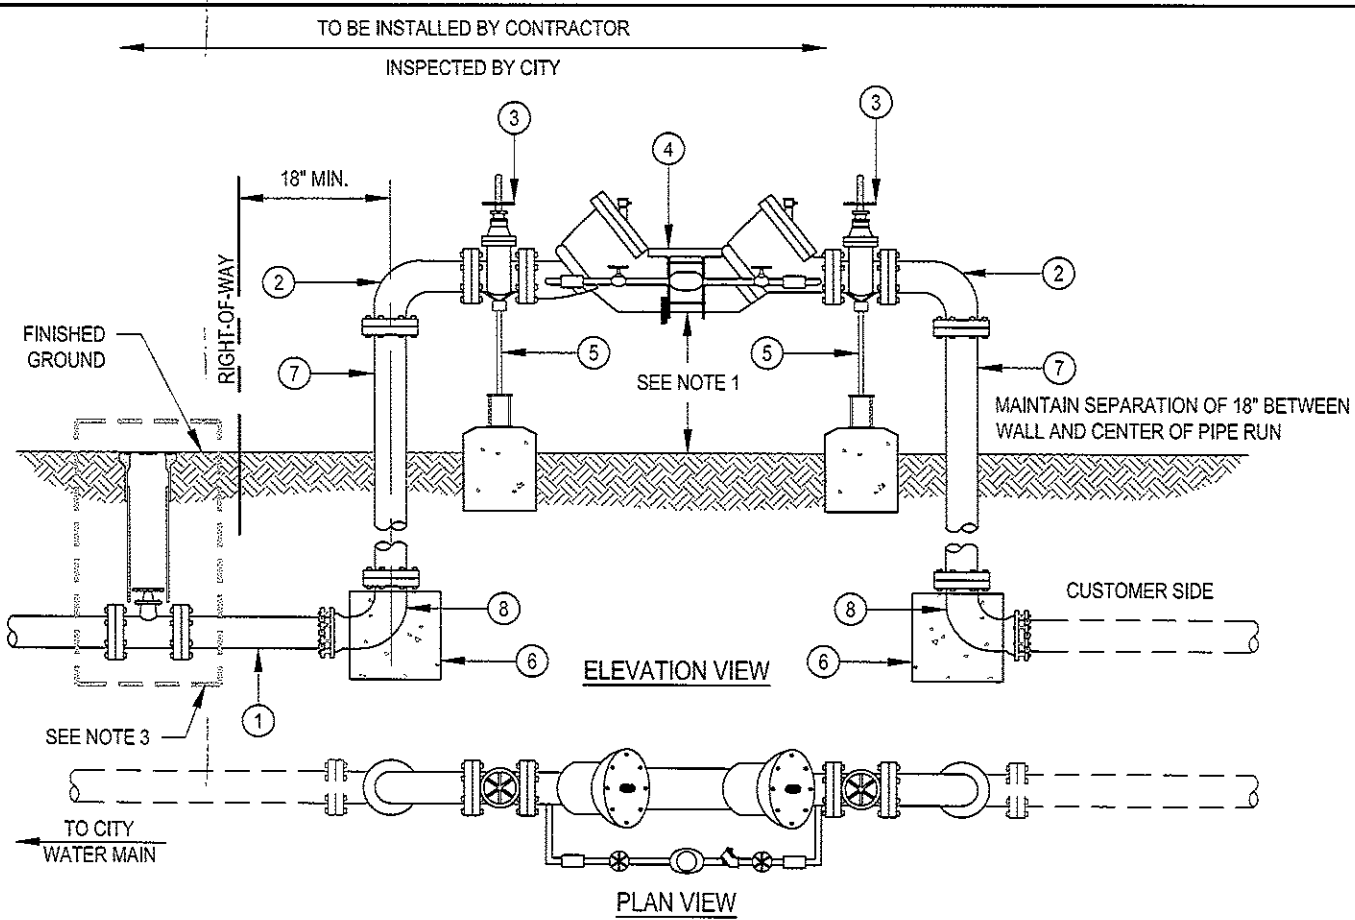 TO BE INSTALLED BY CONTRACTOR
INSPECTED BY CITY
3
3
4
18" MIN.
2
2
RIGHT-OF-WAY
FINISHED
GROUND
7
5
5
7
SEE NOTE 1
MAINTAIN SEPARATION OF 18" BETWEEN
WALL AND CENTER OF PIPE RUN
CUSTOMER SIDE
8
8
6
6
ELEVATION VIEW
1
SEE NOTE 3
TO CITY
WATER MAIN
PLAN VIEW